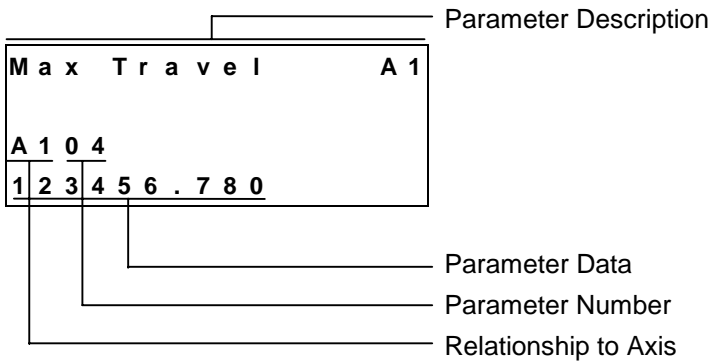 Parameter Description
Max Travel A1
A104
123456.780
Parameter Data
Parameter Number
Relationship to Axis